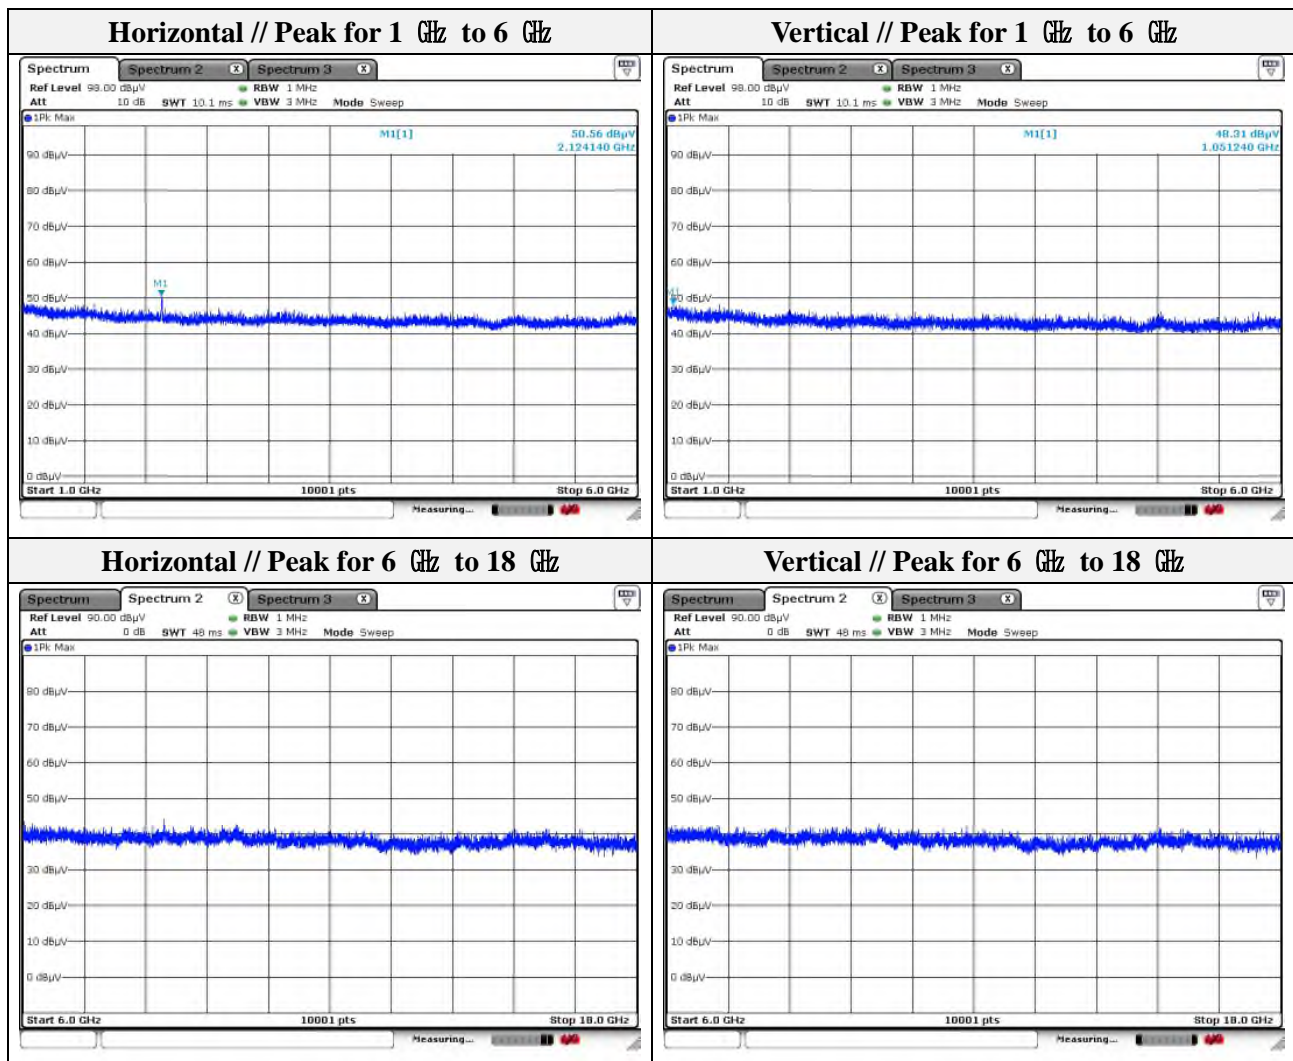 Horizontal // Peak for 1 ㎓ to 6 ㎓
Spectrum Spectrum 2 X Spectrum 3 X
Ref Level 98.00 dBµV RBW 1 MHz
Att 10 dB SWT 10.1 ms VBW 3 MHz Mode Sweep
1Pk Max
M1[1] 50.56 dBµV
2.124140 GHz
90 dBµV
80 dBµV
70 dBµV
60 dBµV
M1
50 dBµV
40 dBµV
30 dBµV
20 dBµV
10 dBµV
0 dBµV
Start 1.0 GHz 10001 pts Stop 6.0 GHz
Measuring...
Vertical // Peak for 1 ㎓ to 6 ㎓
Spectrum Spectrum 2 X Spectrum 3 X
Ref Level 98.00 dBµV RBW 1 MHz
Att 10 dB SWT 10.1 ms VBW 3 MHz Mode Sweep
1Pk Max
M1[1] 48.31 dBµV
1.051240 GHz
90 dBµV
80 dBµV
70 dBµV
60 dBµV
M1
50 dBµV
40 dBµV
30 dBµV
20 dBµV
10 dBµV
0 dBµV
Start 1.0 GHz 10001 pts Stop 6.0 GHz
Measuring...
Horizontal // Peak for 6 ㎓ to 18 ㎓
Spectrum Spectrum 2 X Spectrum 3 X
Ref Level 90.00 dBµV RBW 1 MHz
Att 0 dB SWT 48 ms VBW 3 MHz Mode Sweep
1Pk Max
80 dBµV
70 dBµV
60 dBµV
50 dBµV
30 dBµV
20 dBµV
10 dBµV
0 dBµV
Start 6.0 GHz 10001 pts Stop 18.0 GHz
Measuring...
Vertical // Peak for 6 ㎓ to 18 ㎓
Spectrum Spectrum 2 X Spectrum 3 X
Ref Level 90.00 dBµV RBW 1 MHz
Att 0 dB SWT 48 ms VBW 3 MHz Mode Sweep
1Pk Max
80 dBµV
70 dBµV
60 dBµV
50 dBµV
30 dBµV
20 dBµV
10 dBµV
0 dBµV
Start 6.0 GHz 10001 pts Stop 18.0 GHz
Measuring...